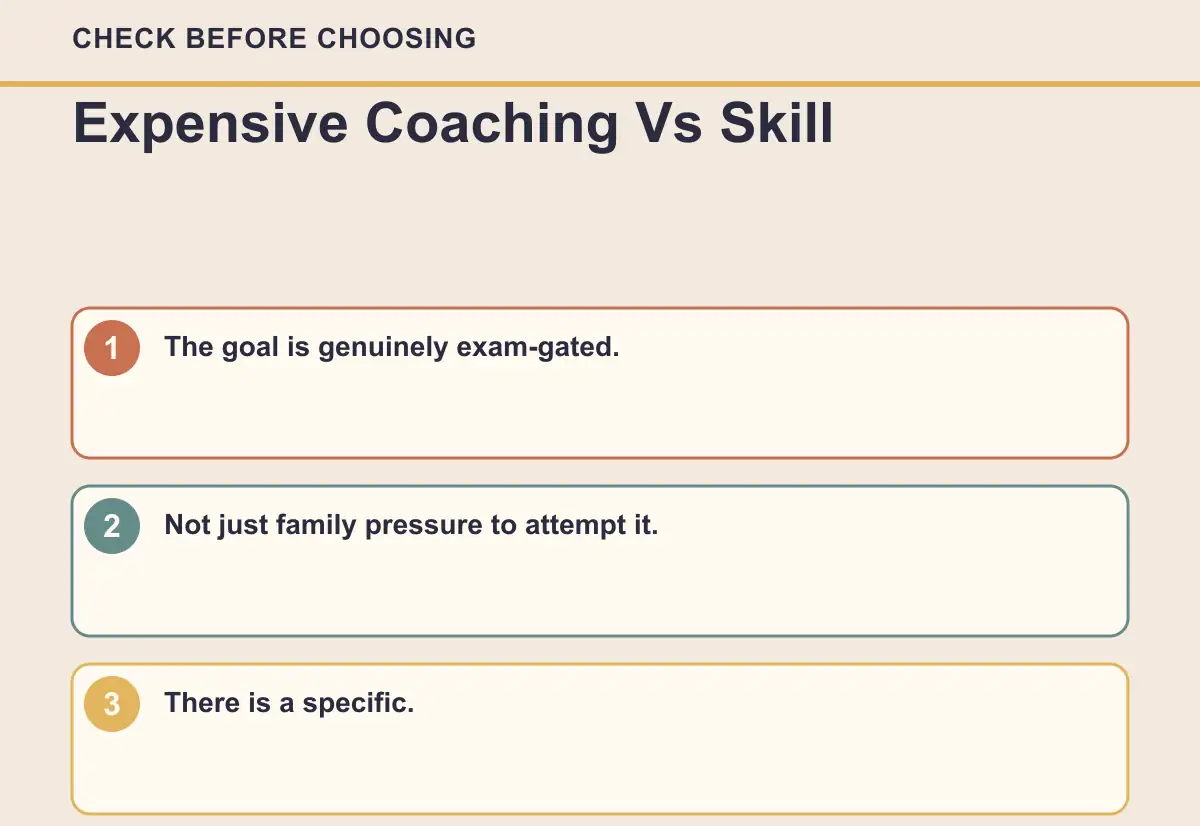 CHECK BEFORE CHOOSING
Expensive Coaching Vs Skill
1 The goal is genuinely exam-gated.
2 Not just family pressure to attempt it.
3 There is a specific.